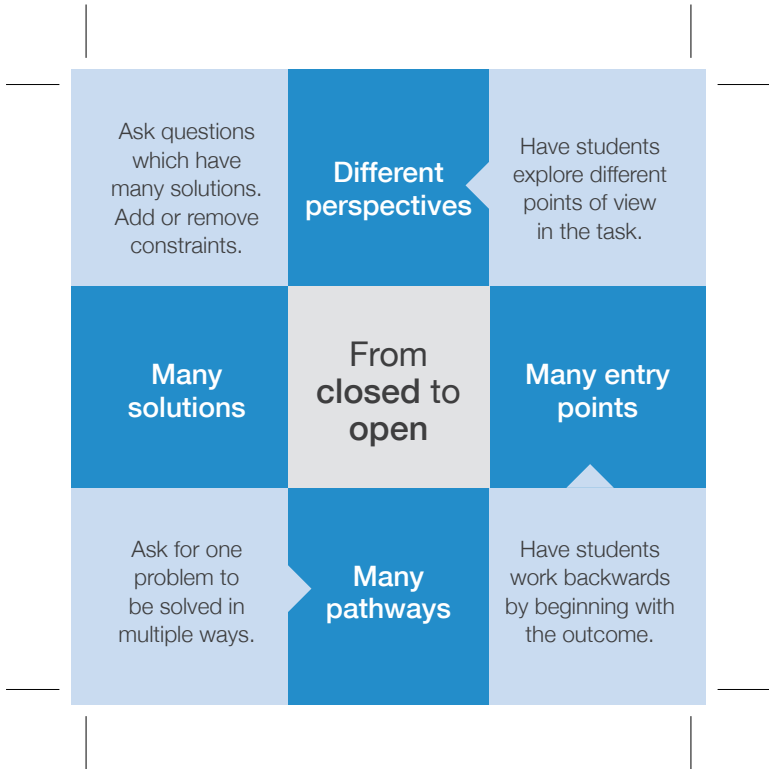 Ask questions
which have
many solutions.
Add or remove
constraints.
Different
perspectives
Have students
explore different
points of view
in the task.
Many
solutions
From
closed to
open
Many entry
points
Ask for one
problem to
be solved in
multiple ways.
Many
pathways
Have students
work backwards
by beginning with
the outcome.